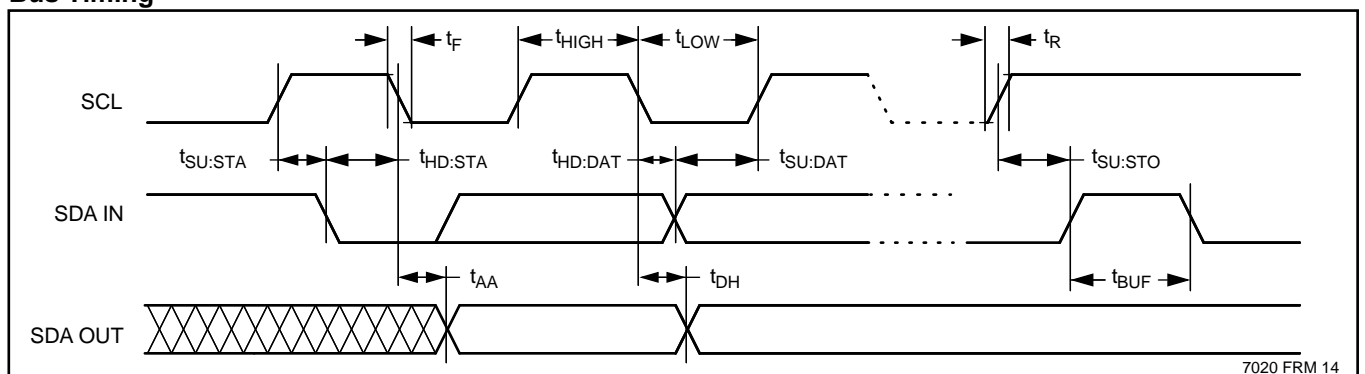 Bus Timing
tF
tHIGH
tLOW
tR
SCL
tSU:STA
tHD:STA
tHD:DAT
tSU:DAT
tSU:STO
SDA IN
tAA
tDH
tBUF
SDA OUT
7020 FRM 14